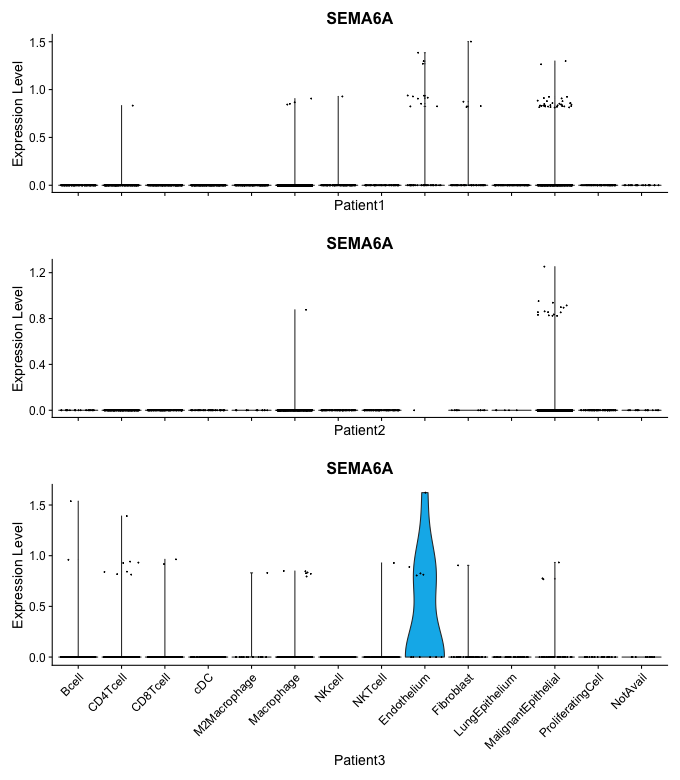 SEMA6A
Expression Level
1.5
1.0
0.5
0.0
Patient1
SEMA6A
Expression Level
1.2
0.8
0.4
0.0
Patient2
SEMA6A
Expression Level
1.5
1.0
0.5
0.0
Bcell
CD4Tcell
CD8Tcell
cDC
M2Macrophage
Macrophage
NKcell
NKTcell
Endothelium
Fibroblast
LungEpithelium
MalignantEpithelial
ProliferatingCell
NotAvail
Patient3